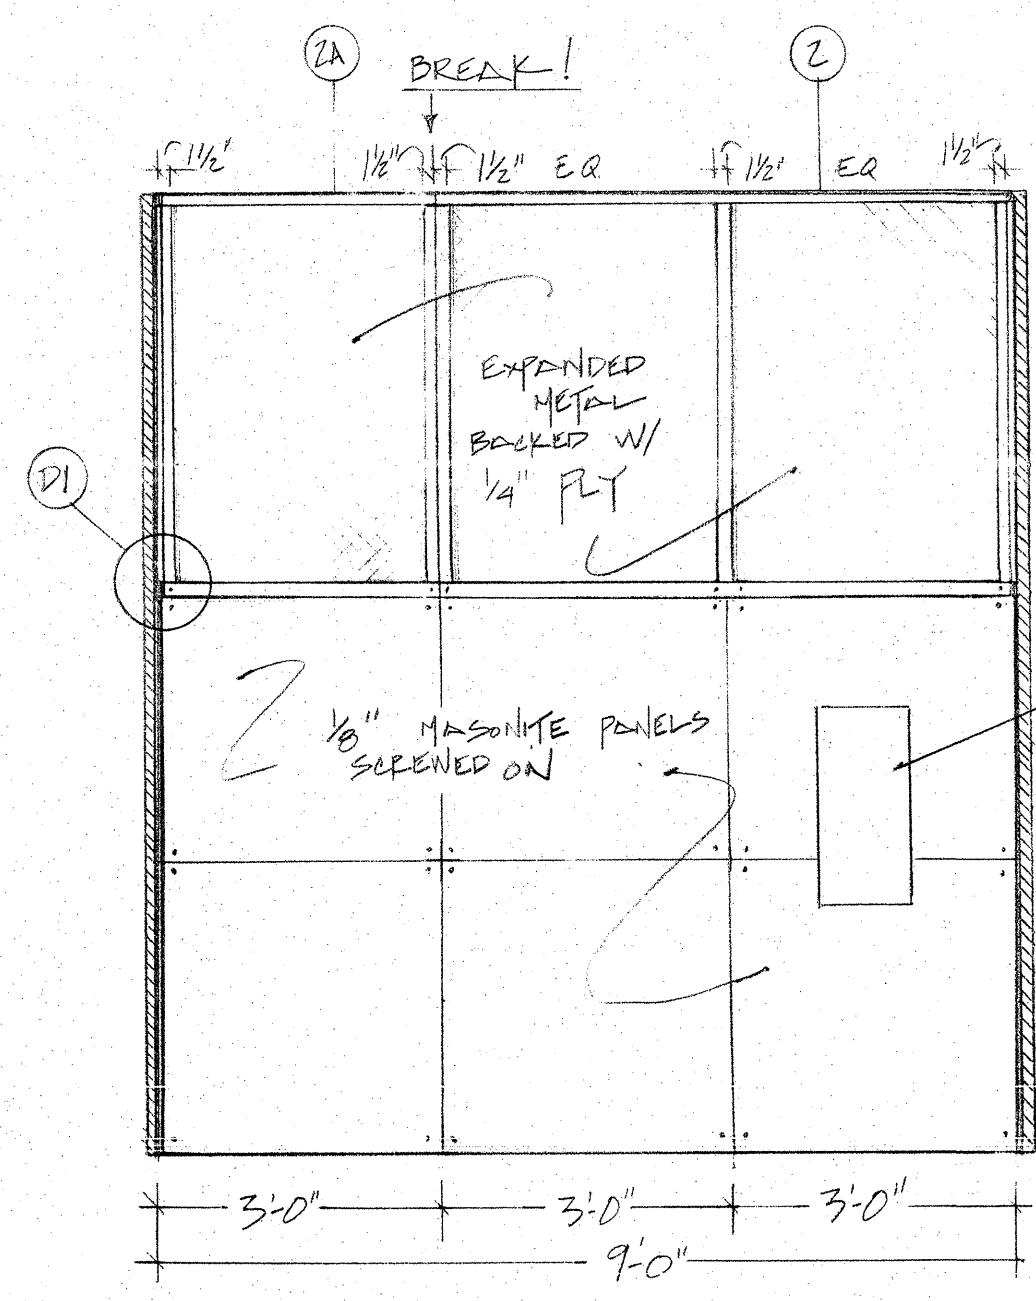 2A
BREAK!
2
1½"
1½"
1½"
EQ
1½"
EQ
1½"
EXPANDED
METAL
BACKED W/
¼" PLY
D1
⅛" MASONITE PANELS
SCREWED ON
3'-0"
3'-0"
3'-0"
9'-0"